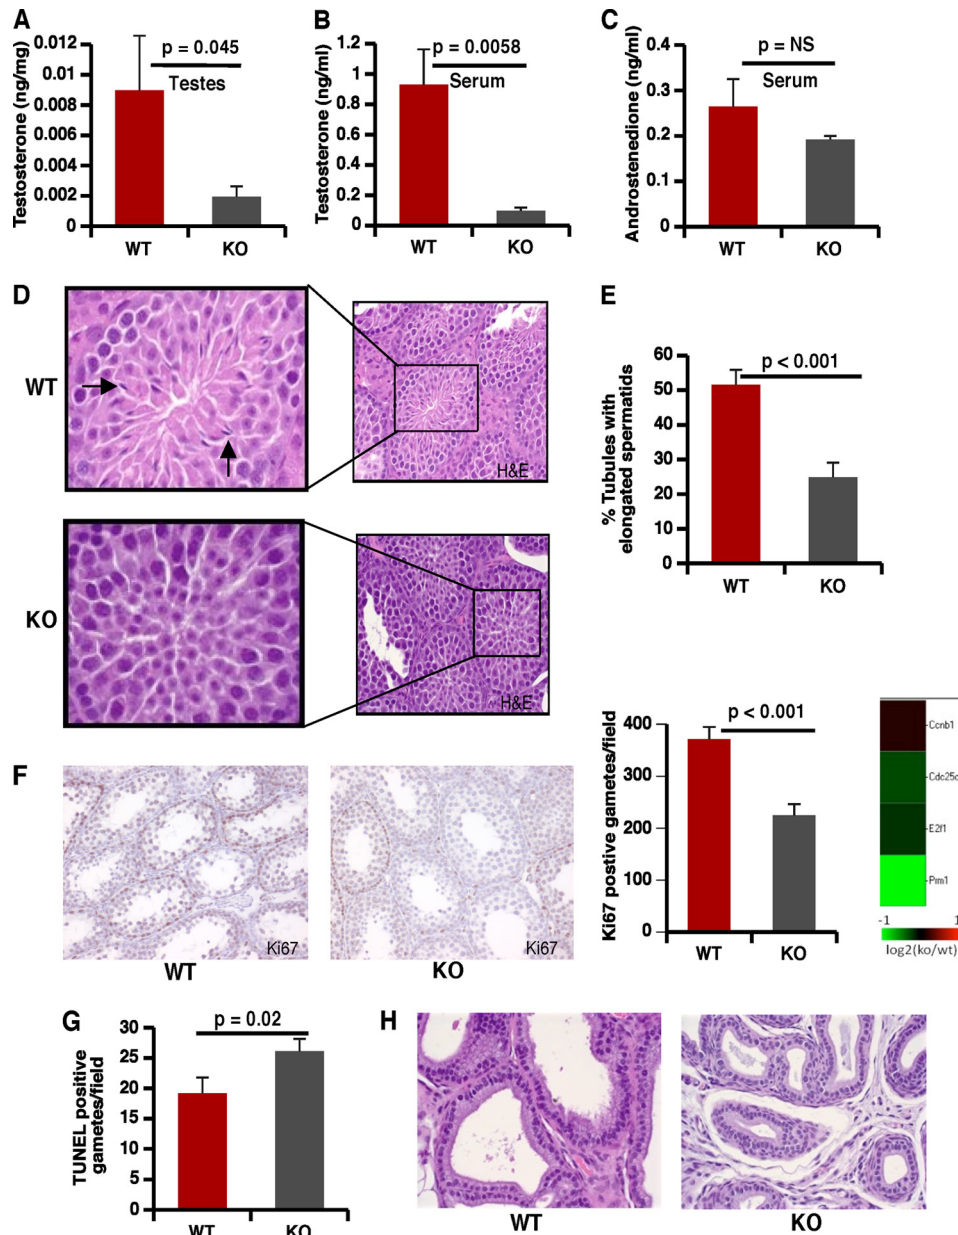 A
Testosterone (ng/mg)
0.012
0.01
0.008
0.006
0.004
0.002
0
p = 0.045
Testes
WT
KO
B
Testosterone (ng/ml)
1.2
1
0.8
0.6
0.4
0.2
0
p = 0.0058
Serum
WT
KO
C
Androstenedione (ng/ml)
0.4
0.3
0.2
0.1
0
p = NS
Serum
WT
KO
D
WT
H&E
KO
H&E
E
% Tubules with
elongated spermatids
60
50
40
30
20
10
0
p < 0.001
WT
KO
F
Ki67
WT
Ki67
KO
Ki67 postive gametes/field
400
300
200
100
0
p < 0.001
WT
KO
Ccnb1
Cdc25c
E2f1
Prm1
-1
1
log2(ko/wt)
G
TUNEL positive
gametes/field
30
25
20
15
10
5
0
p = 0.02
WT
KO
H
WT
KO